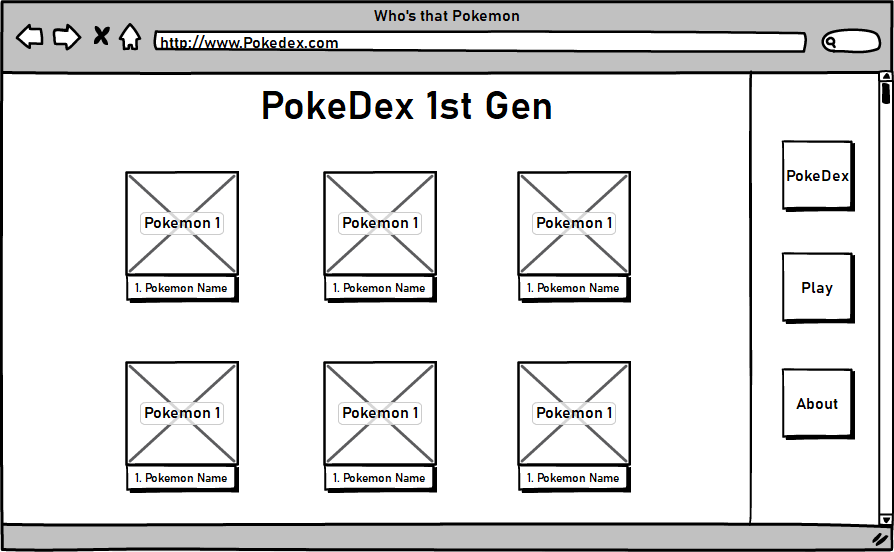 Who's that Pokemon
http://www.Pokedex.com
PokeDex 1st Gen
Pokemon 1 Pokemon 1 Pokemon 1
1. Pokemon Name 1. Pokemon Name 1. Pokemon Name
Pokemon 1 Pokemon 1 Pokemon 1
1. Pokemon Name 1. Pokemon Name 1. Pokemon Name
PokeDex
Play
About